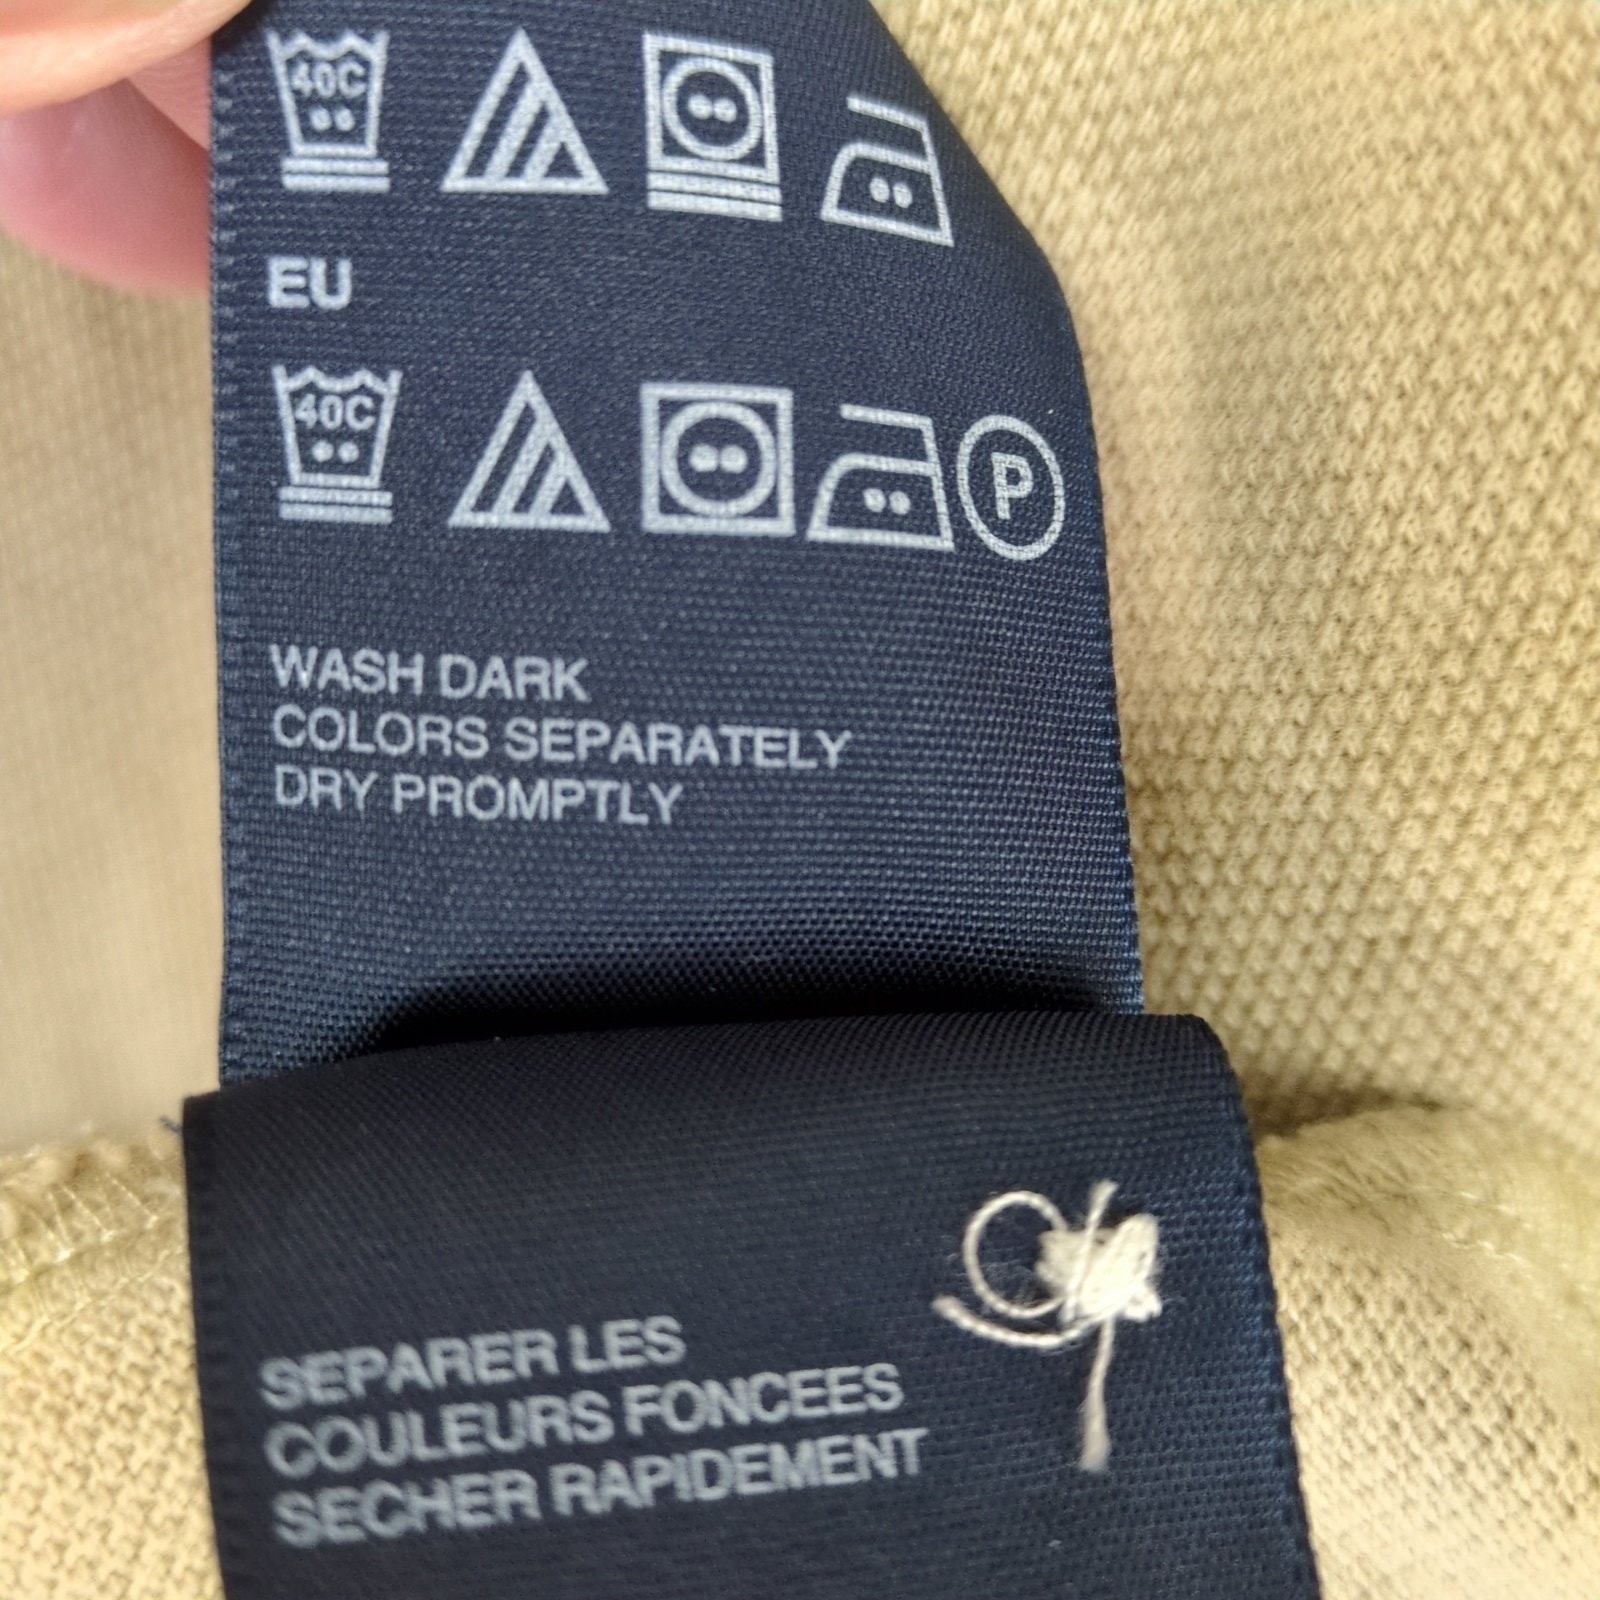 40C
EU
40C
P
WASH DARK
COLORS SEPARATELY
DRY PROMPTLY
SEPARER LES
COULEURS FONCEES
SECHER RAPIDEMENT